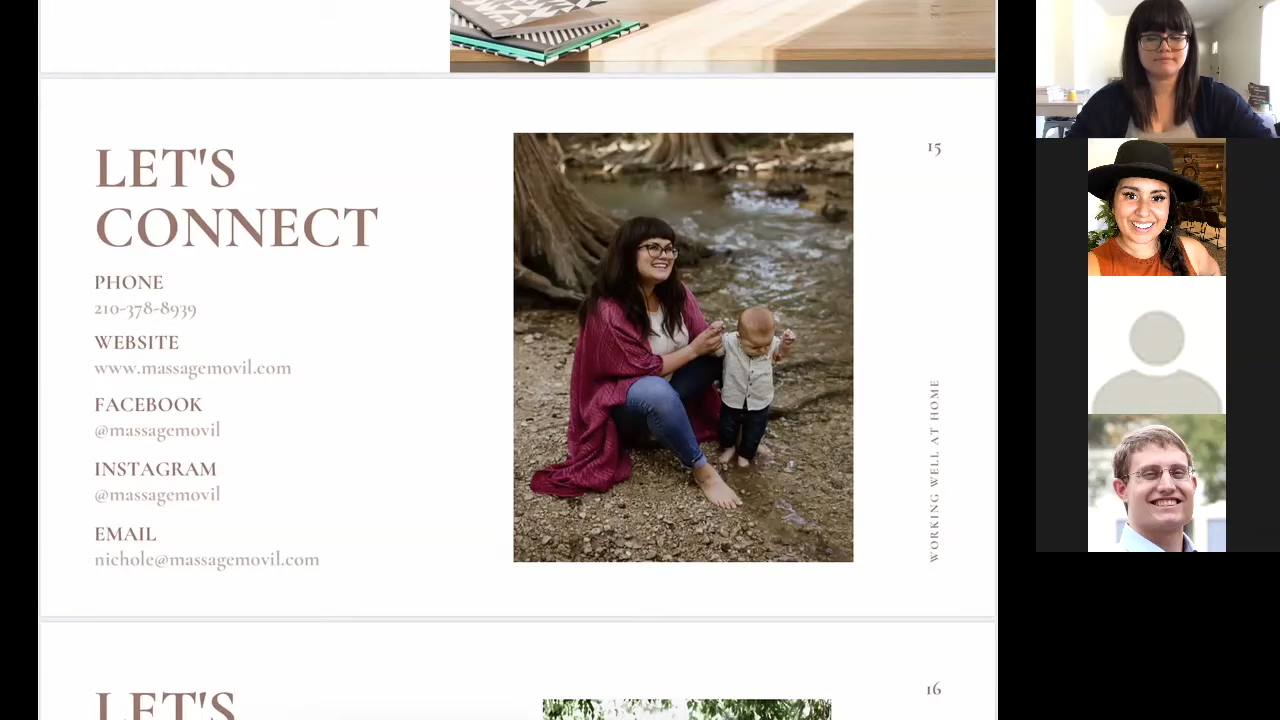 LET'S
CONNECT
PHONE
210-378-8939
WEBSITE
www.massagemovil.com
FACEBOOK
@massagemovil
INSTAGRAM
@massagemovil
EMAIL
nichole@massagemovil.com
15
WORKING WELL AT HOME
LET'S
16